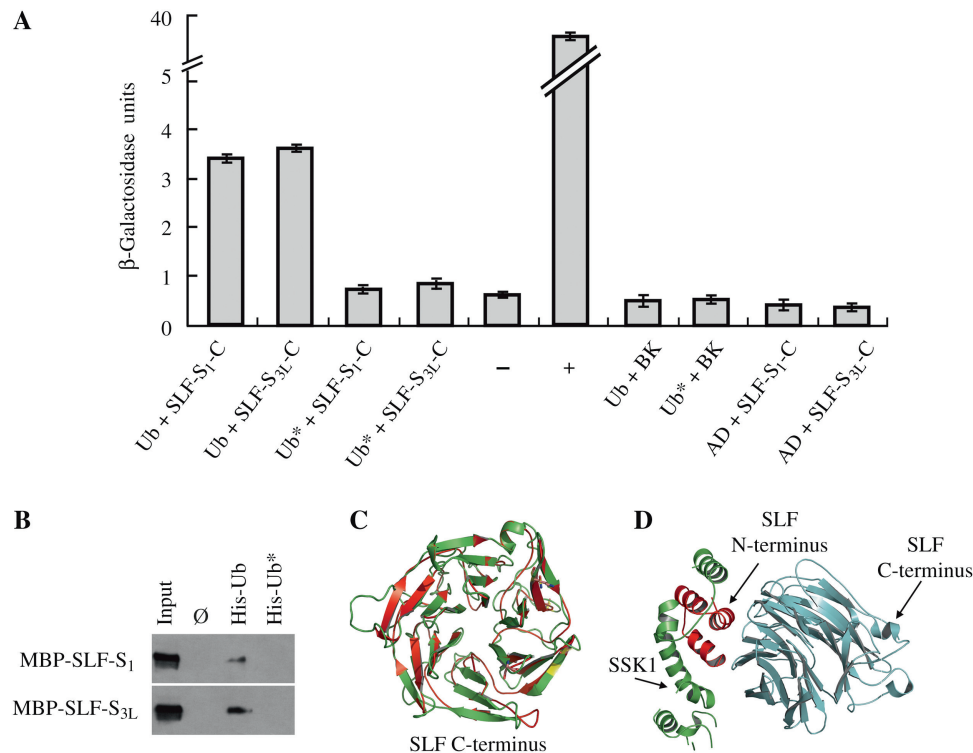 A
β-Galactosidase units
40
5
4
3
2
1
0
Ub + SLF-S1-C
Ub + SLF-S3L-C
Ub* + SLF-S1-C
Ub* + SLF-S3L-C
–
+
Ub + BK
Ub* + BK
AD + SLF-S1-C
AD + SLF-S3L-C
B
Input
Ø
His-Ub
His-Ub*
MBP-SLF-S1
MBP-SLF-S3L
C
SLF C-terminus
D
SLF
N-terminus
SLF
C-terminus
SSK1